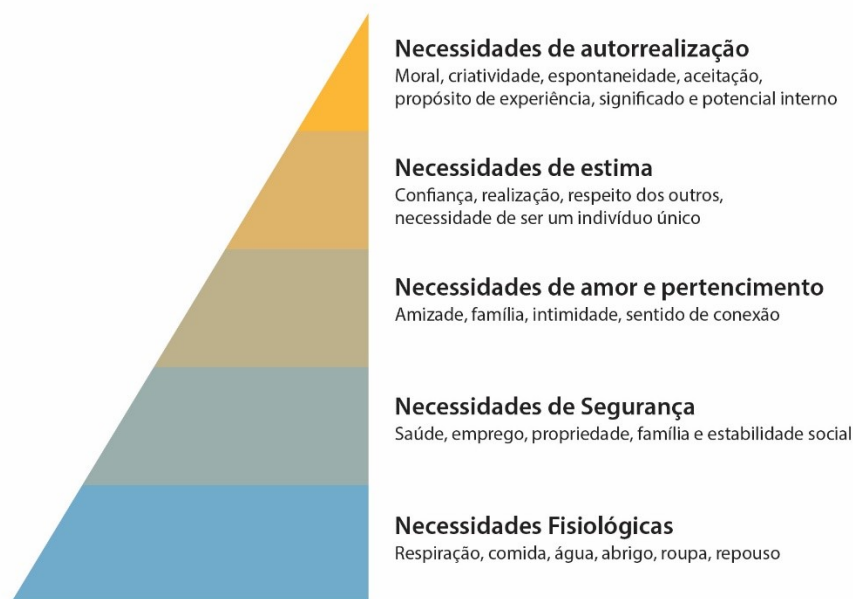 Necessidades de autorrealização
Moral, criatividade, espontaneidade, aceitação,
propósito de experiência, significado e potencial interno
Necessidades de estima
Confiança, realização, respeito dos outros,
necessidade de ser um indivíduo único
Necessidades de amor e pertencimento
Amizade, família, intimidade, sentido de conexão
Necessidades de Segurança
Saúde, emprego, propriedade, família e estabilidade social
Necessidades Fisiológicas
Respiração, comida, água, abrigo, roupa, repouso